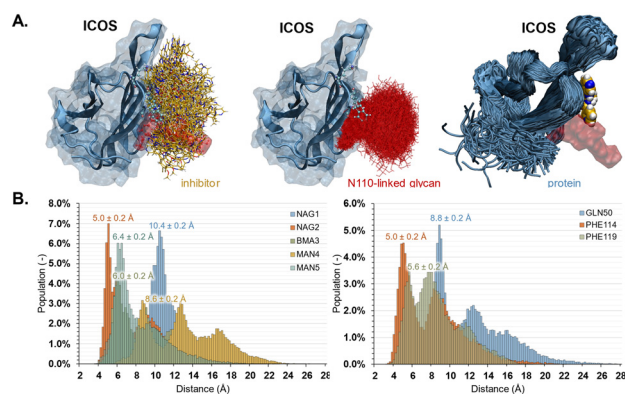 A.
ICOS
ICOS
ICOS
inhibitor
N110-linked glycan
protein
B.
8.0%
7.0%
6.0%
5.0%
4.0%
3.0%
2.0%
1.0%
0.0%
Population (-)
5.0 ± 0.2 Å
6.4 ± 0.2 Å
10.4 ± 0.2 Å
6.0 ± 0.2 Å
8.6 ± 0.2 Å
NAG1
NAG2
BMA3
MAN4
MAN5
2 4 6 8 10 12 14 16 18 20 22 24 26 28
Distance (Å)
6.0%
5.0%
4.0%
3.0%
2.0%
1.0%
0.0%
Population (-)
8.8 ± 0.2 Å
5.0 ± 0.2 Å
5.6 ± 0.2 Å
GLN50
PHE114
PHE119
2 4 6 8 10 12 14 16 18 20 22 24 26 28
Distance (Å)